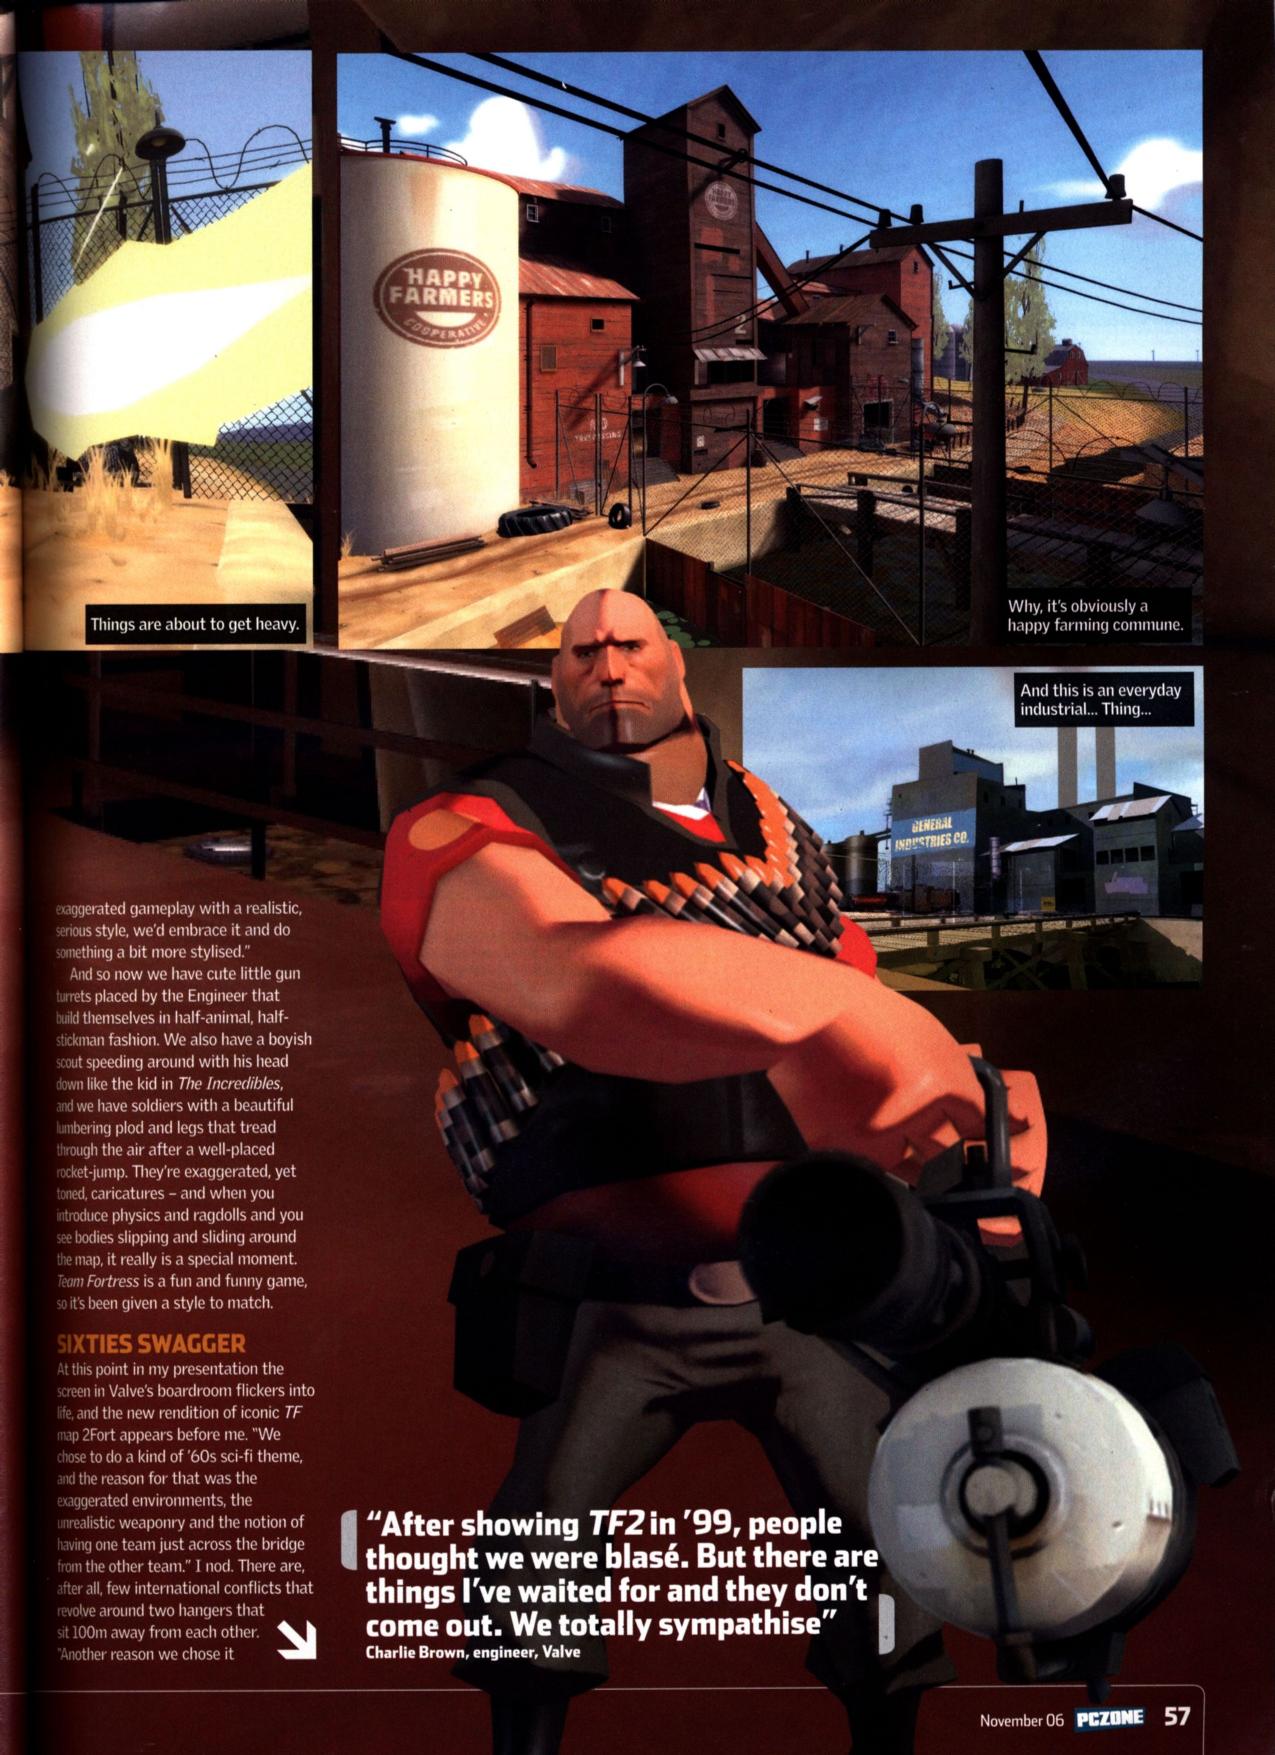 HAPPY
FARMERS
COOPERATIVE
HAPPY
FARMERS
2
NO
TRESPASSING
Things are about to get heavy.
Why, it's obviously a
happy farming commune.
And this is an everyday
industrial... Thing...
GENERAL
INDUSTRIES CO.
exaggerated gameplay with a realistic,
serious style, we'd embrace it and do
something a bit more stylised."
And so now we have cute little gun
turrets placed by the Engineer that
build themselves in half-animal, half-
stickman fashion. We also have a boyish
scout speeding around with his head
down like the kid in The Incredibles,
and we have soldiers with a beautiful
lumbering plod and legs that tread
through the air after a well-placed
rocket-jump. They're exaggerated, yet
toned, caricatures – and when you
introduce physics and ragdolls and you
see bodies slipping and sliding around
the map, it really is a special moment.
Team Fortress is a fun and funny game,
so it's been given a style to match.
SIXTIES SWAGGER
At this point in my presentation the
screen in Valve's boardroom flickers into
life, and the new rendition of iconic TF
map 2Fort appears before me. "We
chose to do a kind of '60s sci-fi theme,
and the reason for that was the
exaggerated environments, the
unrealistic weaponry and the notion of
having one team just across the bridge
from the other team." I nod. There are,
after all, few international conflicts that
revolve around two hangers that
sit 100m away from each other.
"Another reason we chose it
"After showing TF2 in '99, people
thought we were blasé. But there are
things I've waited for and they don't
come out. We totally sympathise"
Charlie Brown, engineer, Valve
November 06 PCZONE 57